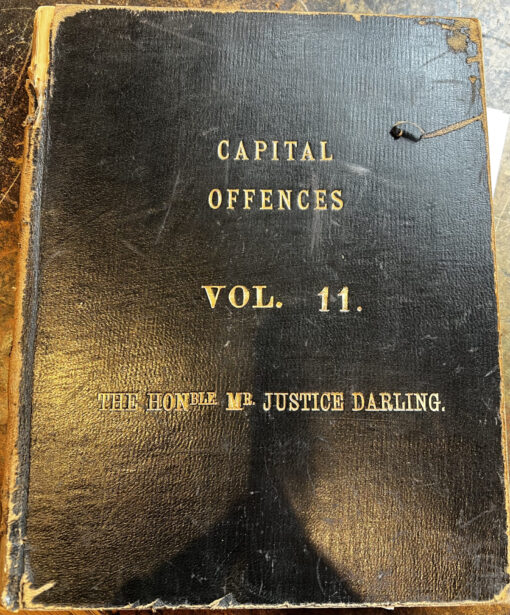 CAPITAL
OFFENCES
VOL. 11.
THE HONBLE. MR. JUSTICE DARLING.